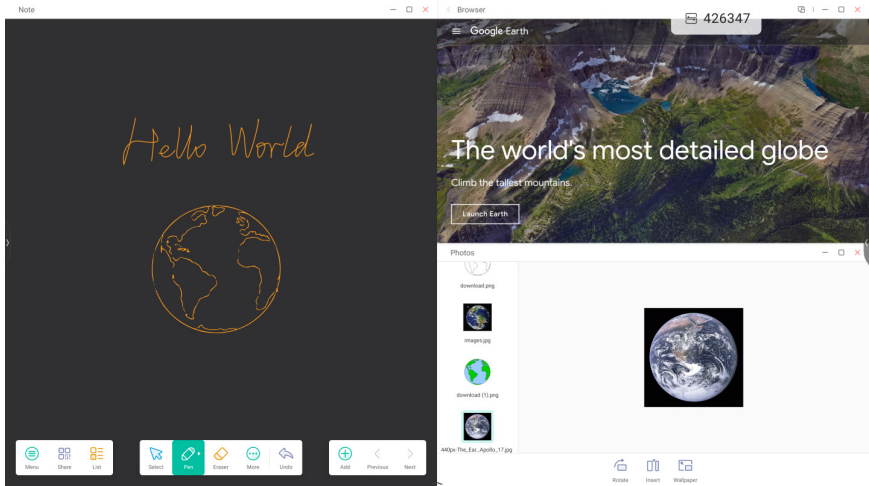 Note
Hello World
Menu
Share
List
Select
Pen
Eraser
More
Undo
Add
Previous
Next
Browser
426347
Google Earth
The world's most detailed globe
Climb the tallest mountains.
Launch Earth
Photos
download.png
images.jpg
download (1).png
440px-The_Ear_Apollo_17.jpg
Rotate
Insert
Wallpaper